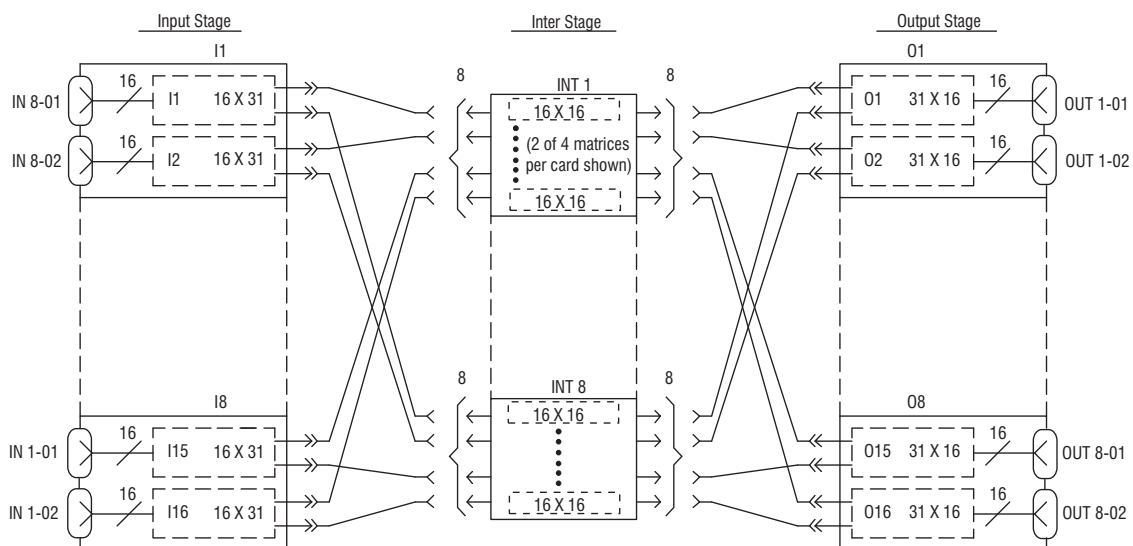 Input Stage
Inter Stage
Output Stage
I1
IN 8-01
16
I1
16 X 31
IN 8-02
16
I2
16 X 31
8
INT 1
8
16 X 16
(2 of 4 matrices
per card shown)
16 X 16
O1
O1
31 X 16
16
OUT 1-01
O2
31 X 16
16
OUT 1-02
I8
IN 1-01
16
I15
16 X 31
IN 1-02
16
I16
16 X 31
8
INT 8
8
16 X 16
16 X 16
O8
O15
31 X 16
16
OUT 8-01
O16
31 X 16
16
OUT 8-02